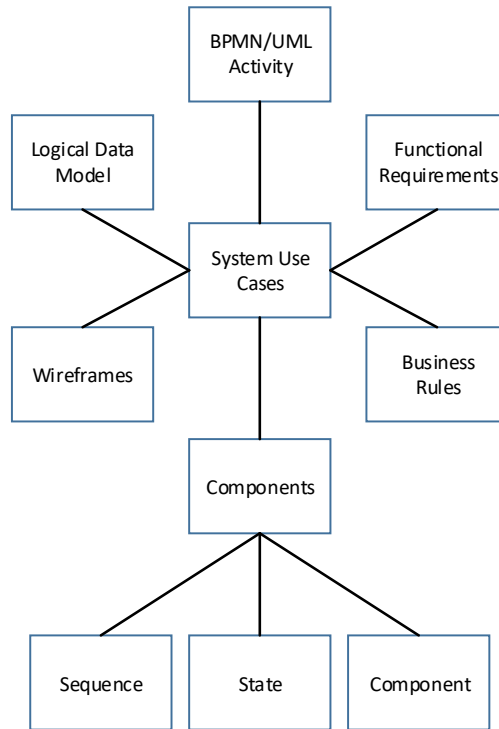 BPMN/UML
Activity
Logical Data
Model
Functional
Requirements
System Use
Cases
Wireframes
Business
Rules
Components
Sequence
State
Component